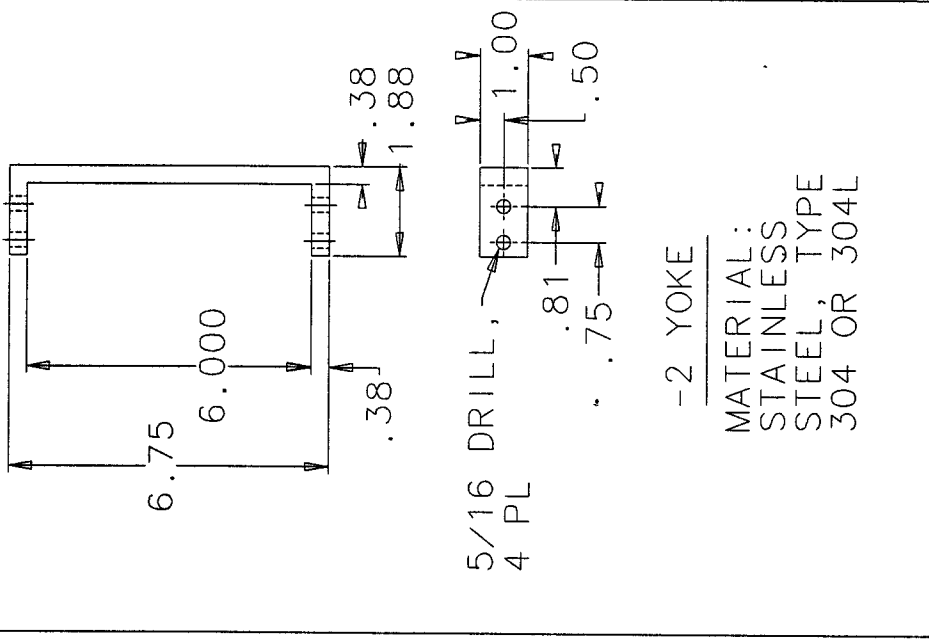 .38
1.88
6.000
6.75
.38
1.00
.50
5/16 DRILL,
4 PL
.81
.75
-2 YOKE
MATERIAL:
STAINLESS
STEEL, TYPE
304 OR 304L